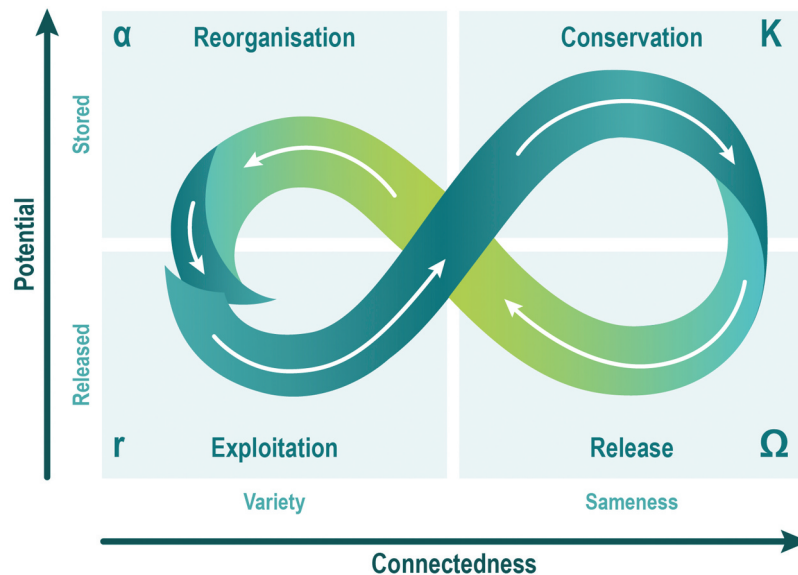 α
Reorganisation
Conservation
K
Potential
Stored
Released
r
Exploitation
Release
Ω
Variety
Sameness
Connectedness